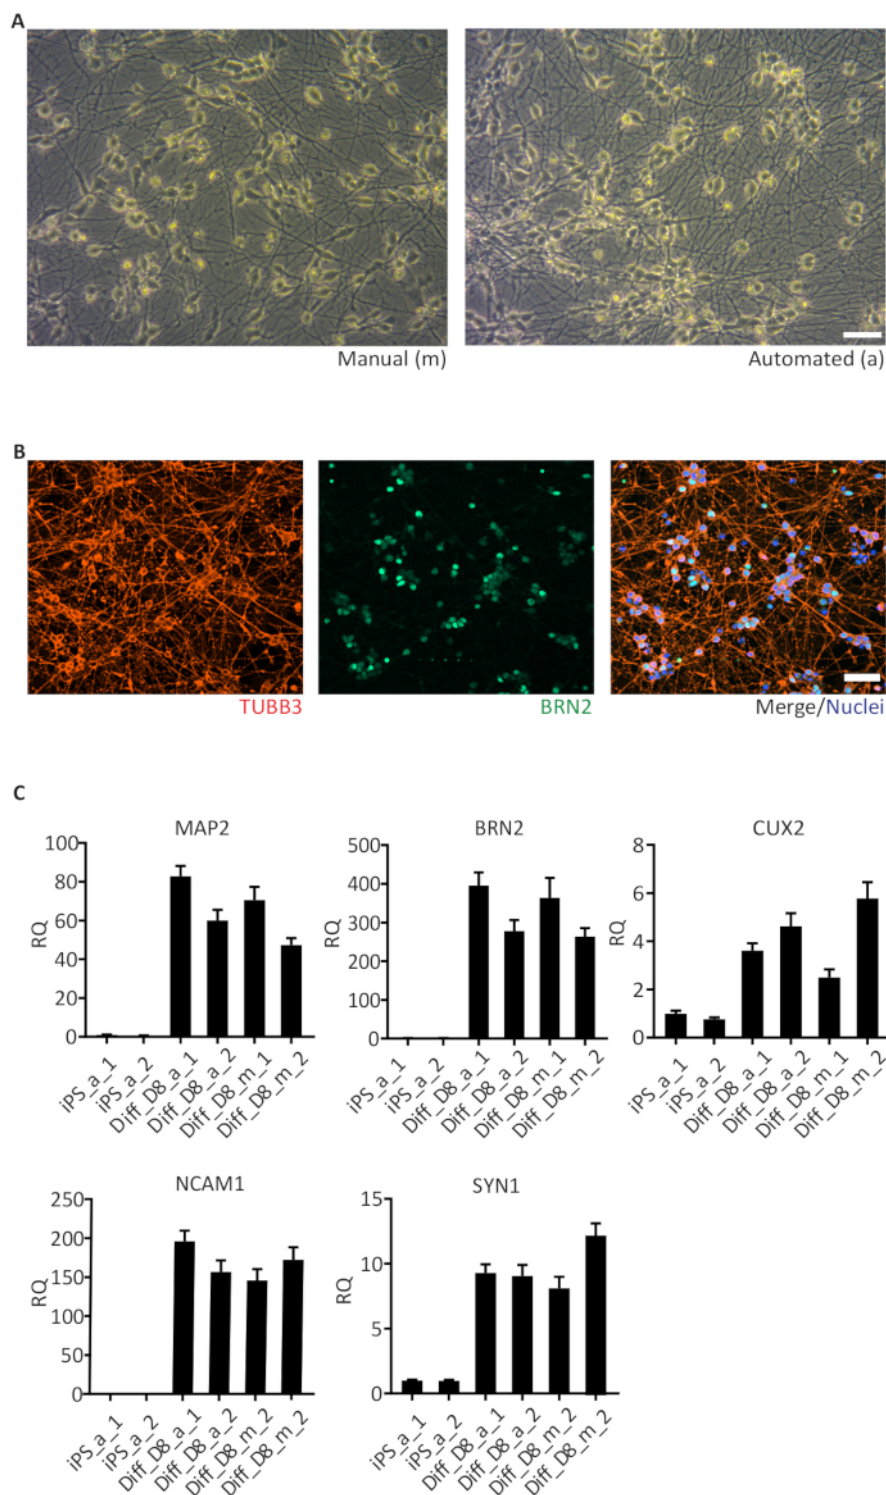 A
Manual (m)
Automated (a)
B
TUBB3
BRN2
Merge/Nuclei
C
MAP2
RQ
100
80
60
40
20
0
iPS_a_1
iPS_a_2
Diff_D8_a_1
Diff_D8_a_2
Diff_D8_m_1
Diff_D8_m_2
BRN2
RQ
500
400
300
200
100
0
iPS_a_1
iPS_a_2
Diff_D8_a_1
Diff_D8_a_2
Diff_D8_m_1
Diff_D8_m_2
CUX2
RQ
8
6
4
2
0
iPS_a_1
iPS_a_2
Diff_D8_a_1
Diff_D8_a_2
Diff_D8_m_1
Diff_D8_m_2
NCAM1
RQ
250
200
150
100
50
0
iPS_a_1
iPS_a_2
Diff_D8_a_1
Diff_D8_a_2
Diff_D8_m_2
Diff_D8_m_2
SYN1
RQ
15
10
5
0
iPS_a_1
iPS_a_2
Diff_D8_a_1
Diff_D8_a_2
Diff_D8_m_2
Diff_D8_m_2